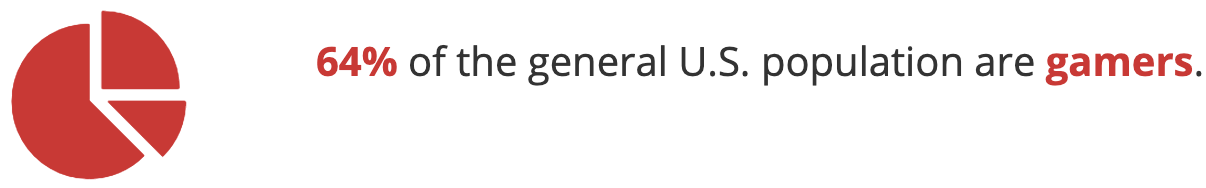 64% of the general U.S. population are gamers.